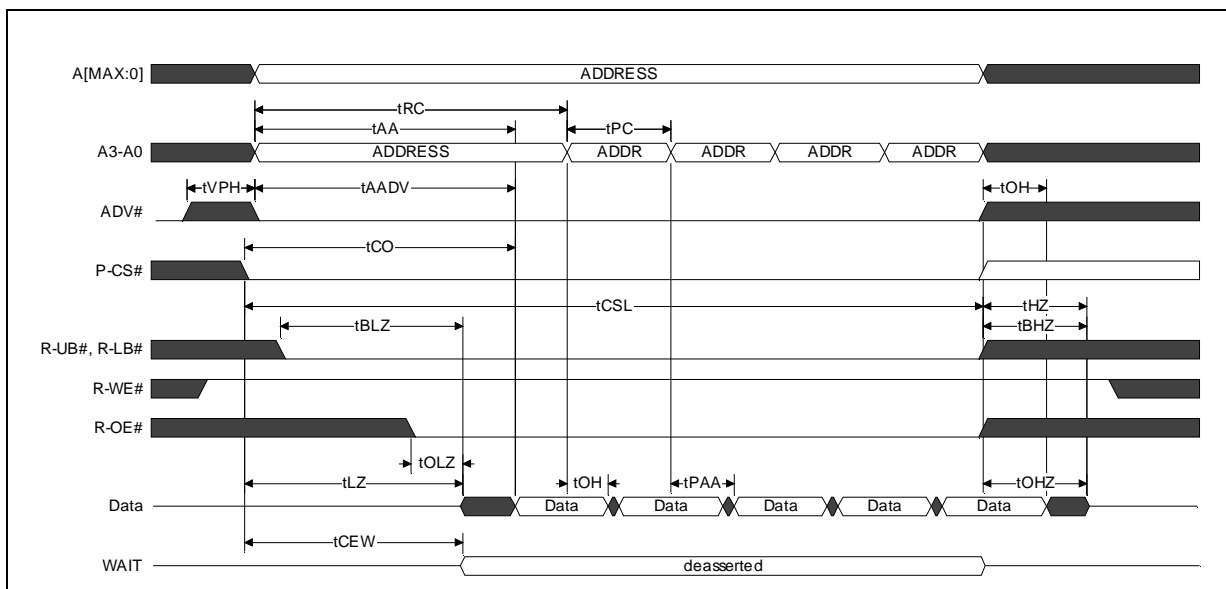 A[MAX:0]
ADDRESS
tRC
tAA
tPC
A3-A0
ADDRESS
ADDR
ADDR
ADDR
ADDR
tVPH
tAADV
tOH
ADV#
tCO
P-CS#
tCSL
tHZ
tBLZ
tBHZ
R-UB#, R-LB#
R-WE#
R-OE#
tOLZ
tLZ
tOH
tPAA
tOHZ
Data
Data
Data
Data
Data
Data
tCEW
WAIT
deasserted